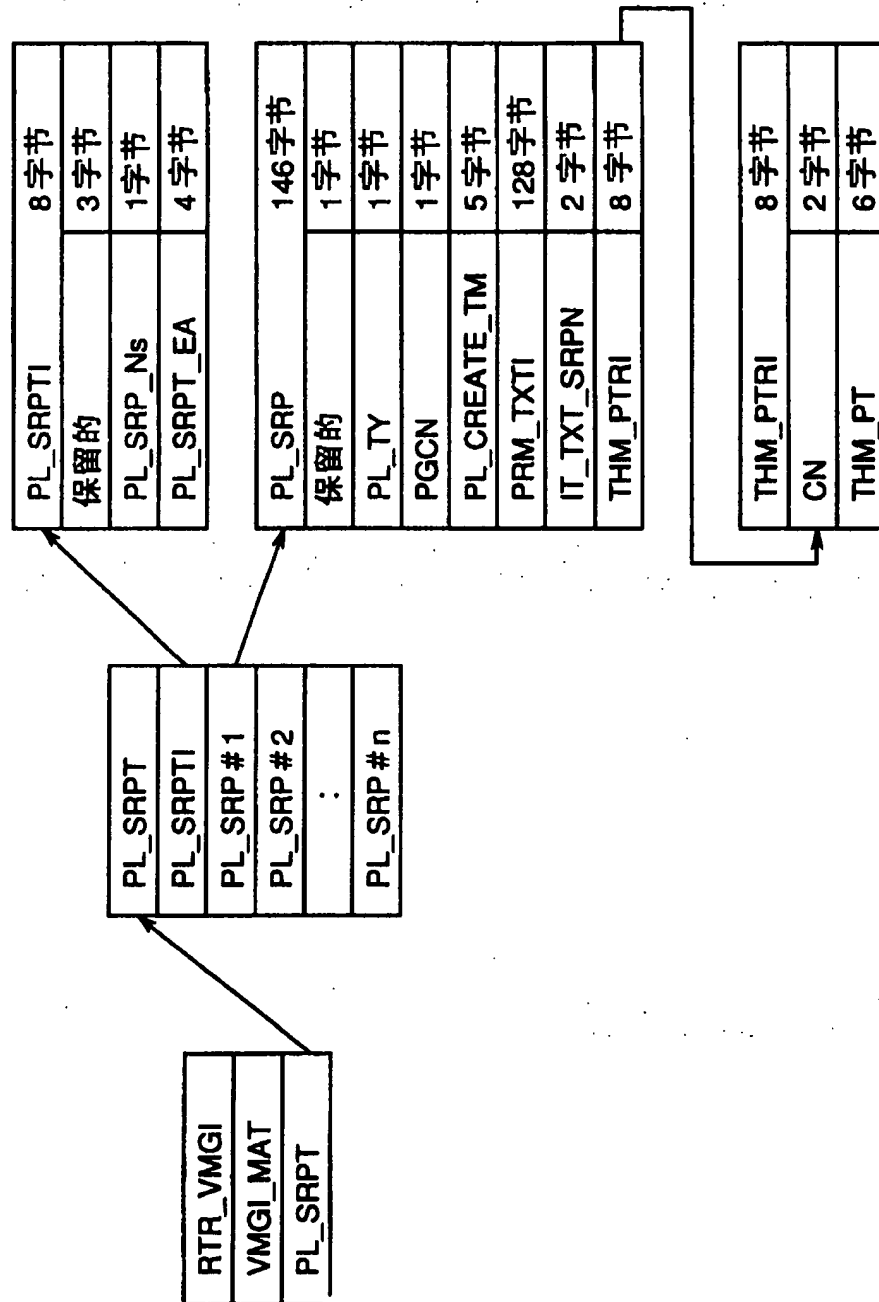 RTR_VMGI
VMGI_MAT
PL_SRPT
PL_SRPT
PL_SRPTI
PL_SRP#1
PL_SRP#2
:
PL_SRP#n
PL_SRPTI 8字节
保留的 3字节
PL_SRP_Ns 1字节
PL_SRPT_EA 4字节
PL_SRP 146字节
保留的 1字节
PL_TY 1字节
PGCN 1字节
PL_CREATE_TM 5字节
PRM_TXTI 128字节
IT_TXT_SRPN 2字节
THM_PTRI 8字节
THM_PTRI 8字节
CN 2字节
THM_PT 6字节